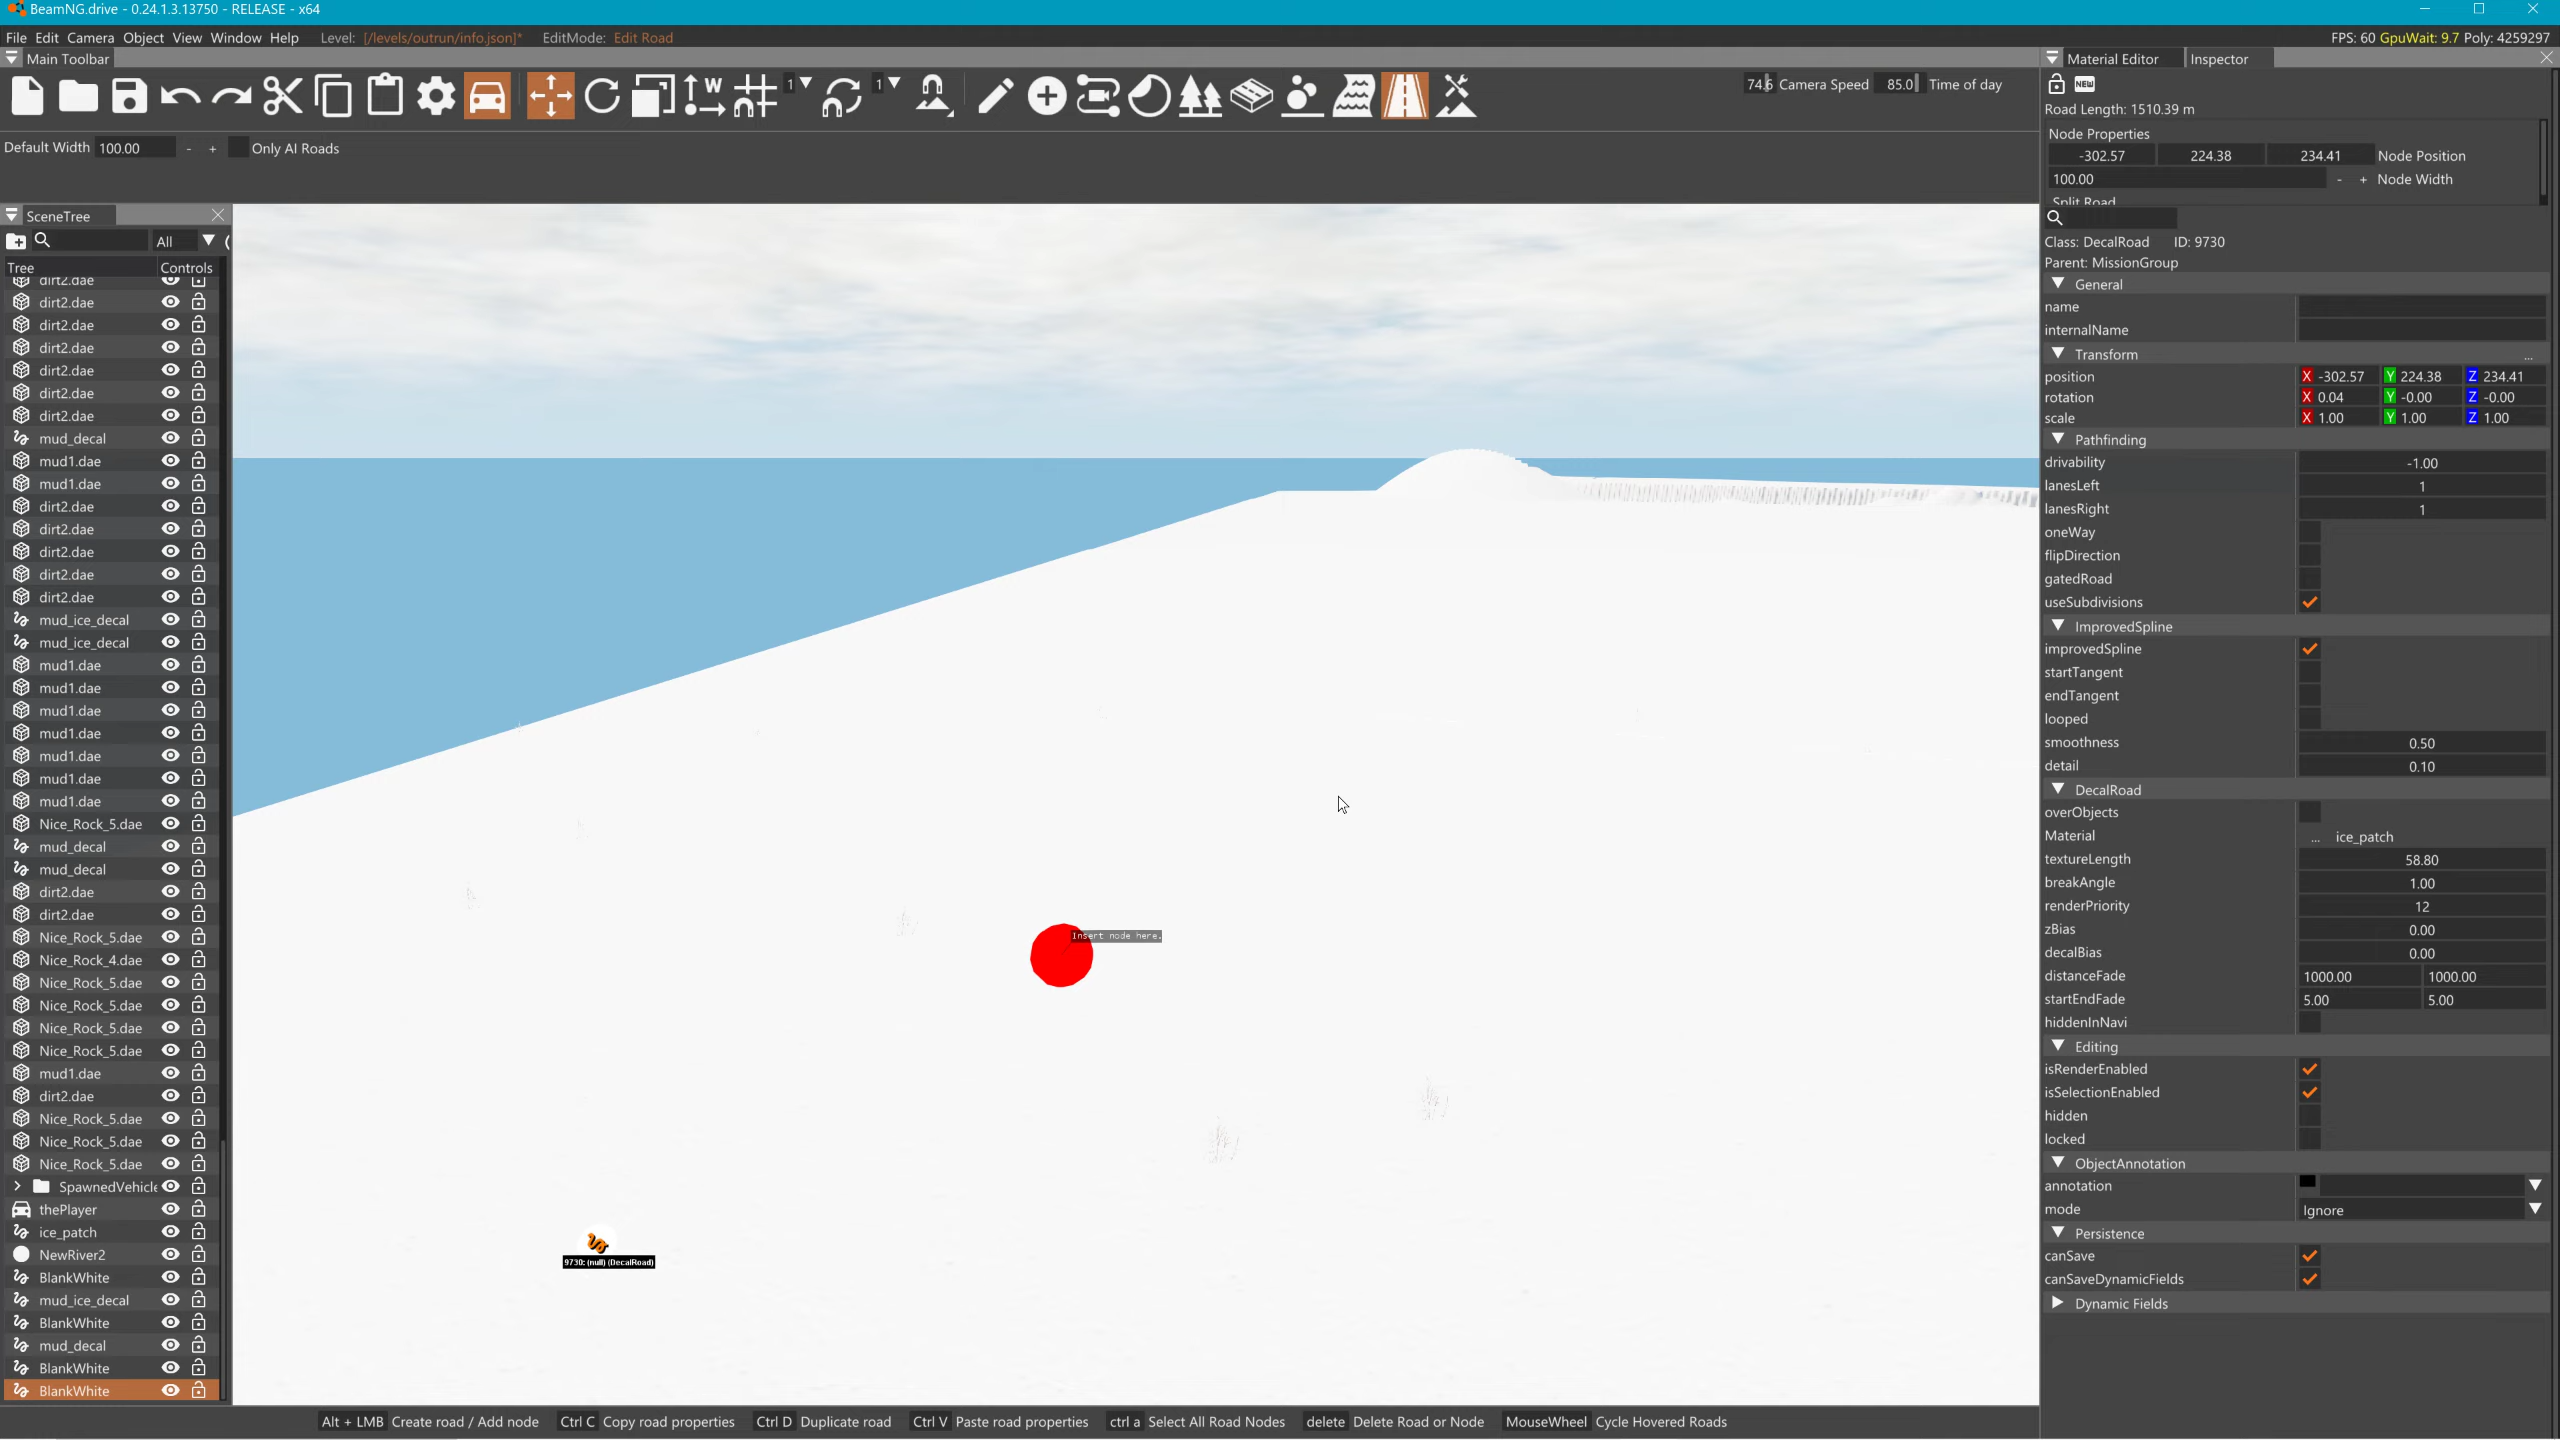 BeamNG.drive - 0.24.1.3.13750 - RELEASE - x64
File Edit Camera Object View Window Help Level: [/levels/outrun/info.json]* EditMode: Edit Road FPS: 60 GpuWait: 9.7 Poly: 4259297
Main Toolbar
1 1 W
74.6 Camera Speed 85.0 Time of day
Default Width 100.00 - + Only AI Roads
SceneTree
All
Tree Controls
dirt2.dae
dirt2.dae
dirt2.dae
dirt2.dae
dirt2.dae
dirt2.dae
dirt2.dae
mud_decal
mud1.dae
mud1.dae
dirt2.dae
dirt2.dae
dirt2.dae
dirt2.dae
dirt2.dae
mud_ice_decal
mud_ice_decal
mud1.dae
mud1.dae
mud1.dae
mud1.dae
mud1.dae
mud1.dae
mud1.dae
Nice_Rock_5.dae
mud_decal
mud_decal
dirt2.dae
dirt2.dae
Nice_Rock_5.dae
Nice_Rock_4.dae
Nice_Rock_5.dae
Nice_Rock_5.dae
Nice_Rock_5.dae
Nice_Rock_5.dae
mud1.dae
dirt2.dae
Nice_Rock_5.dae
Nice_Rock_5.dae
Nice_Rock_5.dae
SpawnedVehicle
thePlayer
ice_patch
NewRiver2
BlankWhite
mud_ice_decal
BlankWhite
mud_decal
BlankWhite
BlankWhite
Insert node here.
9730: (null) (DecalRoad)
Alt + LMB Create road / Add node Ctrl C Copy road properties Ctrl D Duplicate road Ctrl V Paste road properties ctrl a Select All Road Nodes delete Delete Road or Node MouseWheel Cycle Hovered Roads
Material Editor Inspector
NEW
Road Length: 1510.39 m
Node Properties
-302.57 224.38 234.41 Node Position
100.00 - + Node Width
Split Road
Class: DecalRoad ID: 9730
Parent: MissionGroup
General
name
internalName
Transform ...
position X -302.57 Y 224.38 Z 234.41
rotation X 0.04 Y -0.00 Z -0.00
scale X 1.00 Y 1.00 Z 1.00
Pathfinding
drivability -1.00
lanesLeft 1
lanesRight 1
oneWay
flipDirection
gatedRoad
useSubdivisions
ImprovedSpline
improvedSpline
startTangent
endTangent
looped
smoothness 0.50
detail 0.10
DecalRoad
overObjects
Material ... ice_patch
textureLength 58.80
breakAngle 1.00
renderPriority 12
zBias 0.00
decalBias 0.00
distanceFade 1000.00 1000.00
startEndFade 5.00 5.00
hiddenInNavi
Editing
isRenderEnabled
isSelectionEnabled
hidden
locked
ObjectAnnotation
annotation
mode Ignore
Persistence
canSave
canSaveDynamicFields
Dynamic Fields